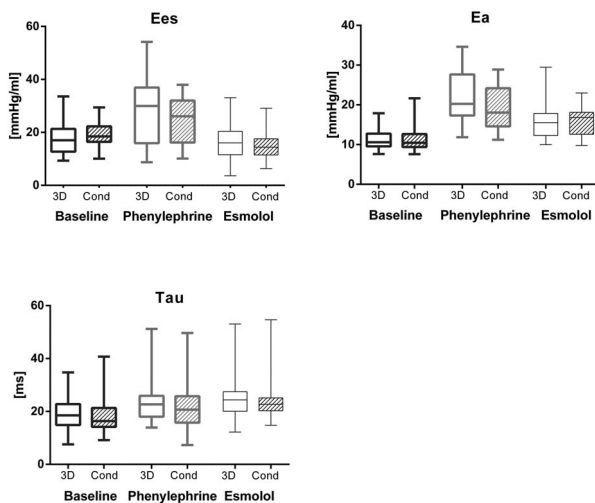 Ees
[mmHg/ml]
60
40
20
0
3D Cond 3D Cond 3D Cond
Baseline Phenylephrine Esmolol
Ea
[mmHg/ml]
40
30
20
10
3D Cond 3D Cond 3D Cond
Baseline Phenylephrine Esmolol
Tau
[ms]
60
40
20
0
3D Cond 3D Cond 3D Cond
Baseline Phenylephrine Esmolol